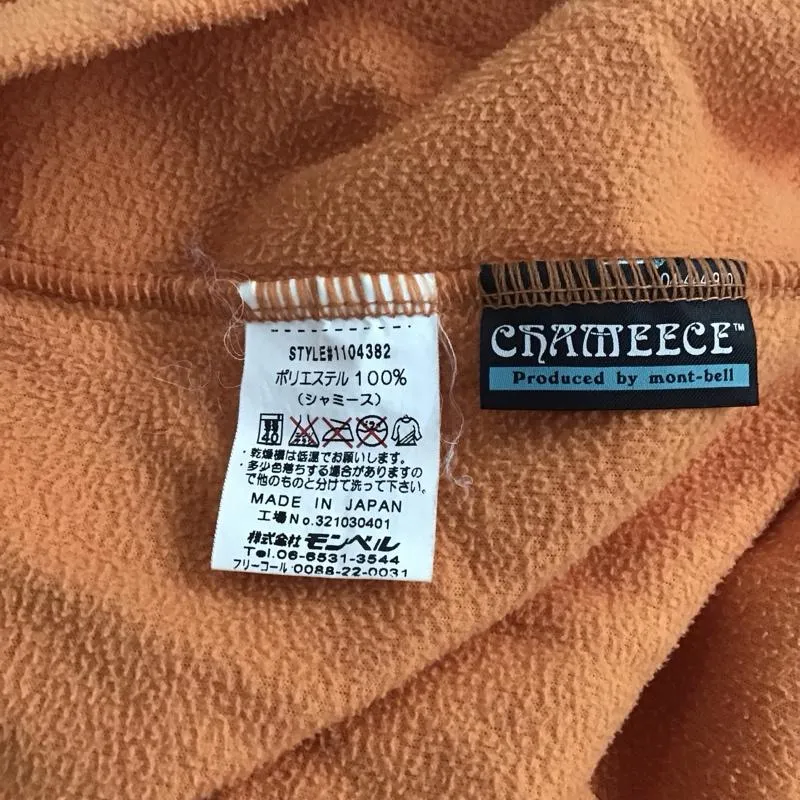 STYLE#1104382
ポリエステル 100%
(シャミース)
40
・乾燥機は低温でお願いします。
・多少色落ちする場合がありますの
で他のものと分けて洗って下さい。
MADE IN JAPAN
工場No.321030401
株式会社 モンベル
Tel.06-6531-3544
フリーコール 0088-22-0031
CHAMEECE™
Produced by mont-bell